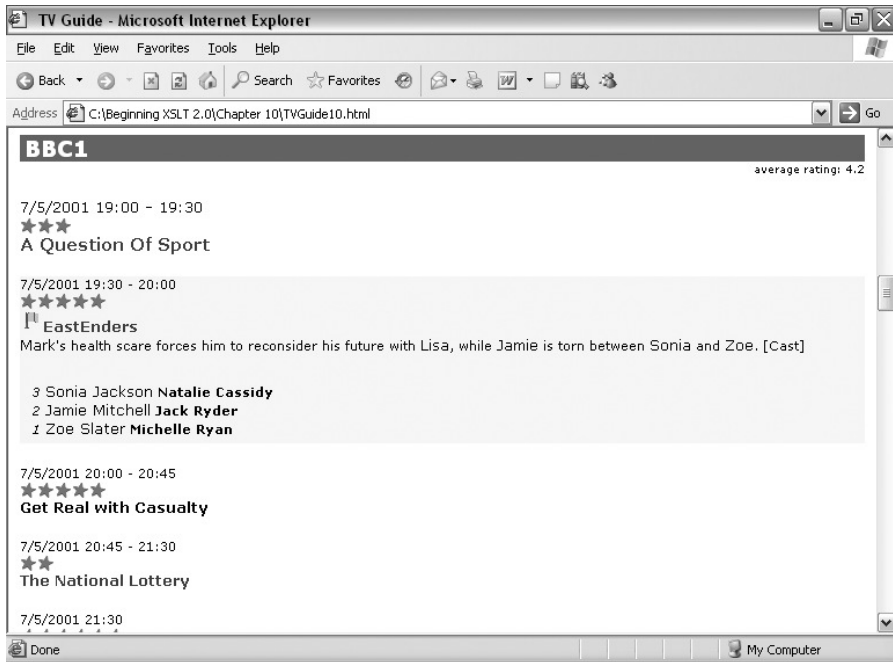 TV Guide - Microsoft Internet Explorer
File Edit View Favorites Tools Help
Back Search Favorites
Address C:\Beginning XSLT 2.0\Chapter 10\TVGuide10.html Go
BBC1
average rating: 4.2
7/5/2001 19:00 - 19:30
A Question Of Sport
7/5/2001 19:30 - 20:00
EastEnders
Mark's health scare forces him to reconsider his future with Lisa, while Jamie is torn between Sonia and Zoe. [Cast]
3 Sonia Jackson Natalie Cassidy
2 Jamie Mitchell Jack Ryder
1 Zoe Slater Michelle Ryan
7/5/2001 20:00 - 20:45
Get Real with Casualty
7/5/2001 20:45 - 21:30
The National Lottery
7/5/2001 21:30
Done My Computer